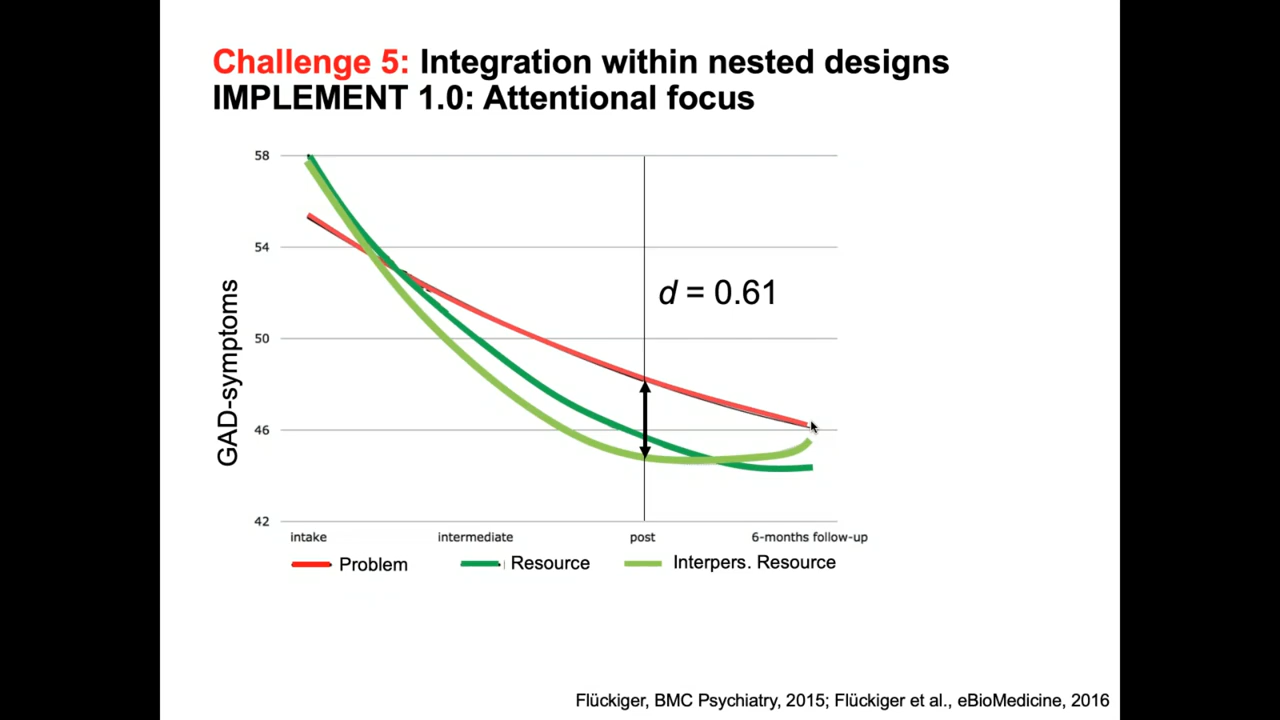 Challenge 5: Integration within nested designs
IMPLEMENT 1.0: Attentional focus
58
54
50
46
42
GAD-symptoms
d = 0.61
intake
intermediate
post
6-months follow-up
Problem
Resource
Interpers. Resource
Flückiger, BMC Psychiatry, 2015; Flückiger et al., eBioMedicine, 2016